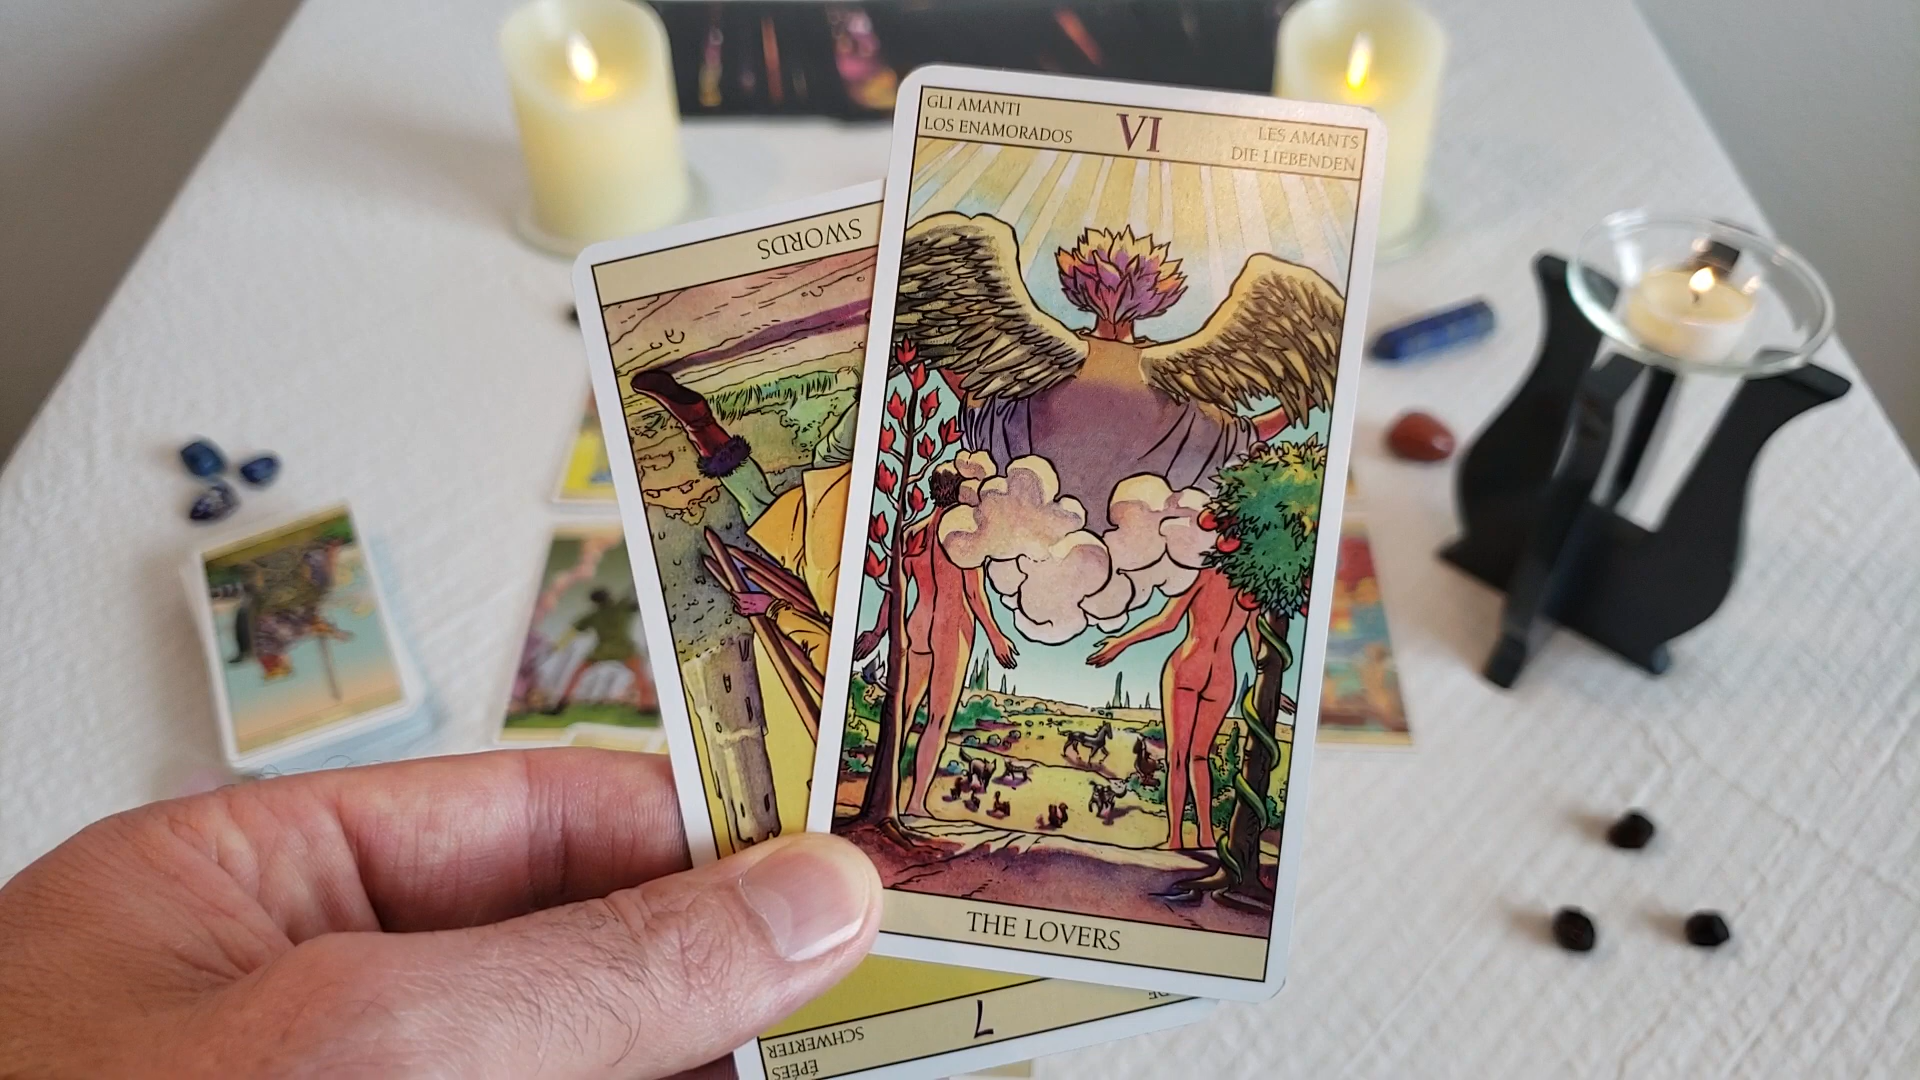 GLI AMANTI
LOS ENAMORADOS
VI
LES AMANTS
DIE LIEBENDEN
THE LOVERS
SWORDS
7
SCHWERTER
ÉPÉES